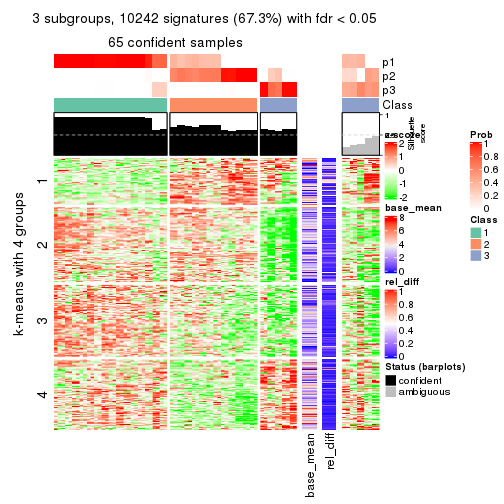 3 subgroups, 10242 signatures (67.3%) with fdr < 0.05
65 confident samples
p1
p2
p3
Class
1
Silhouette
score
z-score
2
1
0
-1
-2
base_mean
8
6
4
2
0
rel_diff
1
0.8
0.6
0.4
0.2
0
Status (barplots)
confident
ambiguous
Prob
1
0.8
0.6
0.4
0.2
0
Class
1
2
3
k-means with 4 groups
1
2
3
4
base_mean
rel_diff